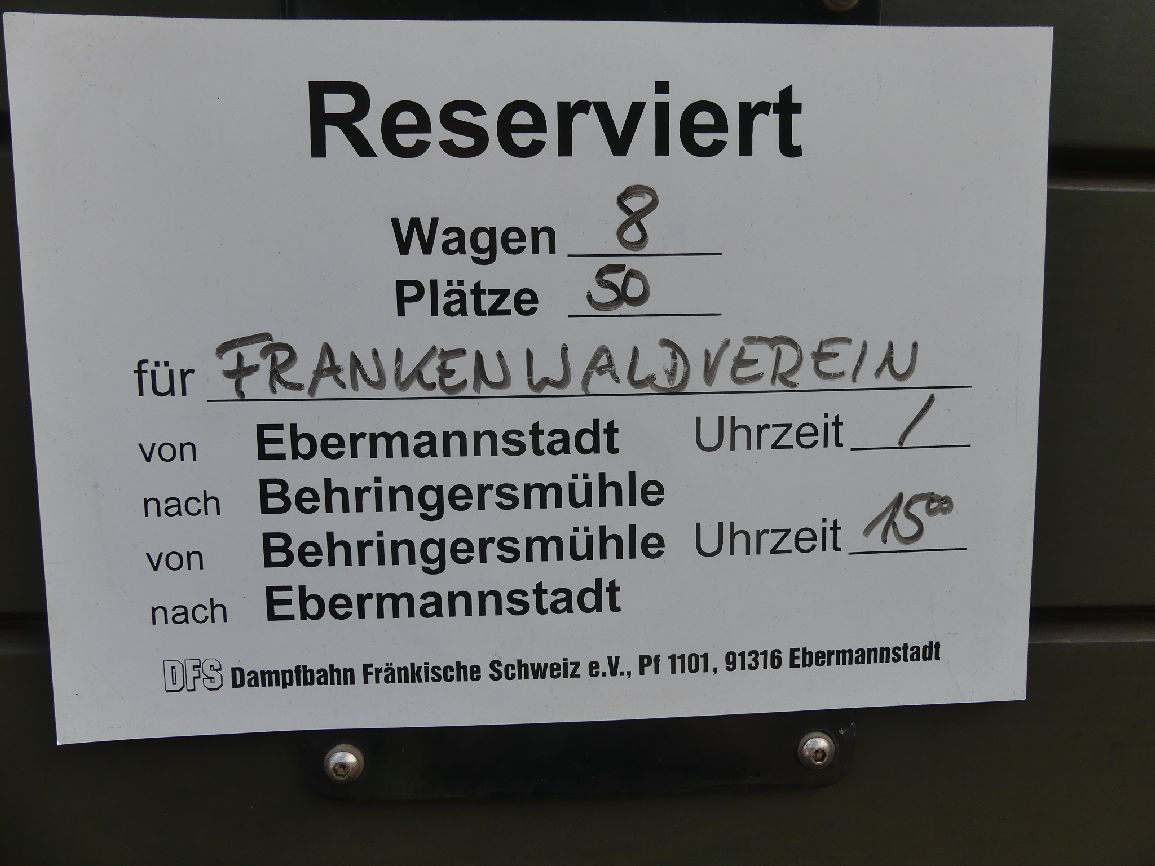 Reserviert
Wagen 8
Plätze 50
für FRANKENWALDVEREIN
von Ebermannstadt Uhrzeit /
nach Behringersmühle
von Behringersmühle Uhrzeit 15⁰⁰
nach Ebermannstadt
DFS Dampfbahn Fränkische Schweiz e.V., Pf 1101, 91316 Ebermannstadt